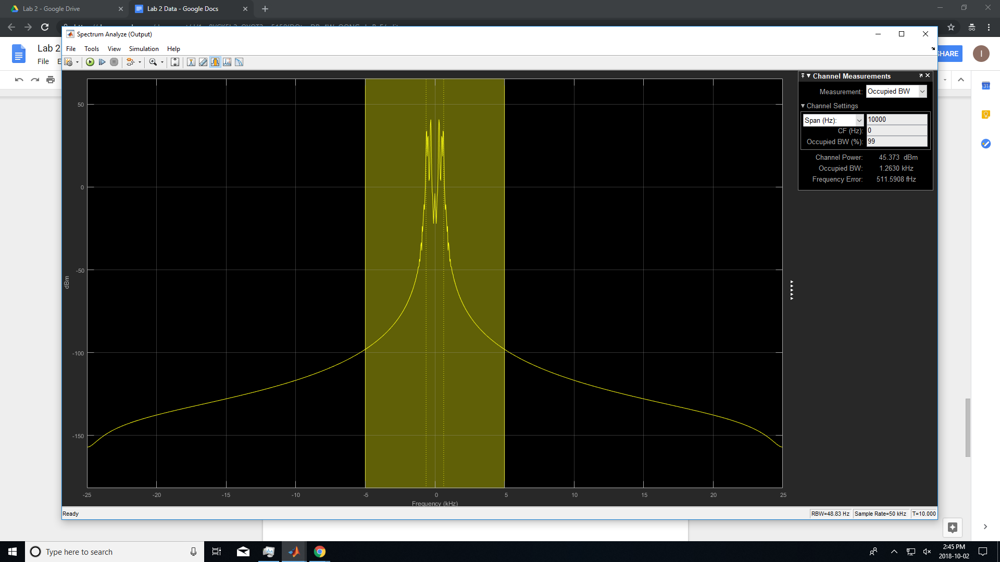 Lab 2 - Google Drive
Lab 2 Data - Google Docs
Spectrum Analyze (Output)
File Tools View Simulation Help
Lab 2
File
SHARE
I
31
Channel Measurements
Measurement: Occupied BW
Channel Settings
Span (Hz): 10000
CF (Hz): 0
Occupied BW (%): 99
Channel Power: 45.373 dBm
Occupied BW: 1.2630 kHz
Frequency Error: 511.5908 fHz
50
0
-50
-100
-150
dBm
-25 -20 -15 -10 -5 0 5 10 15 20 25
Frequency (kHz)
Ready
RBW=48.83 Hz Sample Rate=50 kHz T=10.000
Type here to search
2:45 PM
2018-10-02